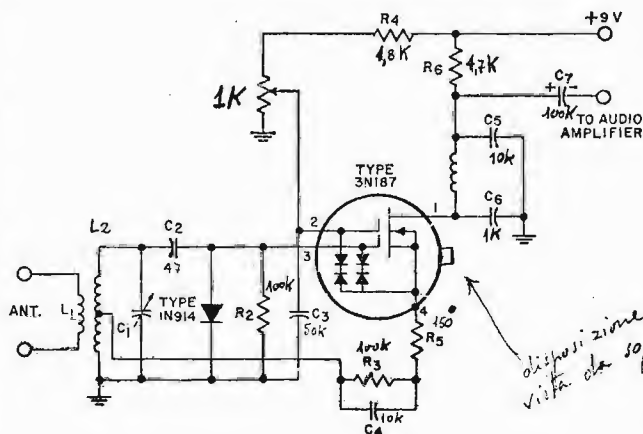 R4
1,8K
+9V
1K
R6
4,7K
C7
+ -
100K
TO AUDIO
AMPLIFIER
C5
10k
TYPE
3N187
1
C6
1K
L2
C2
47
2
3
ANT.
L1
C1
TYPE
1N914
100k
R2
C3
50k
4
150
R5
100k
R3
10k
C4
disposizione
vista da